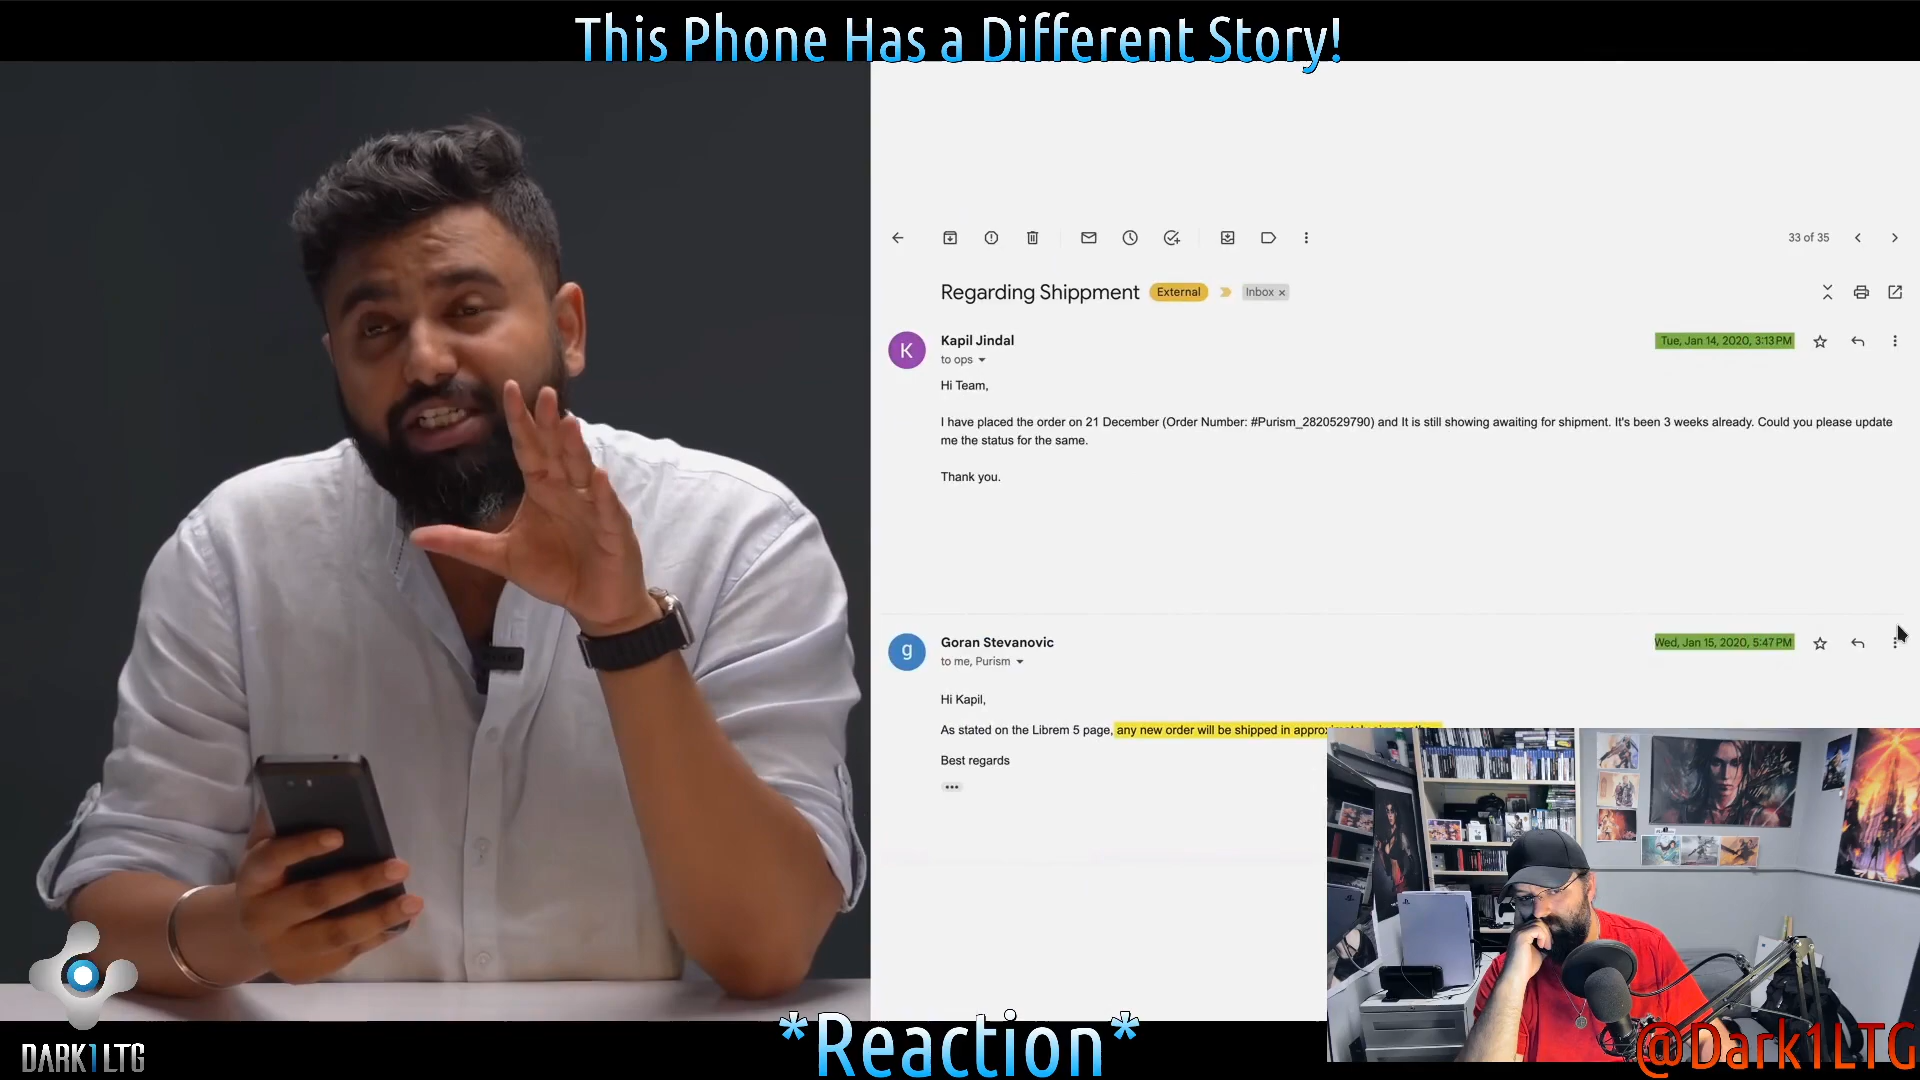 This Phone Has a Different Story!
33 of 35
Regarding Shippment External Inbox ×
K
Kapil Jindal
Tue, Jan 14, 2020, 3:13 PM
to ops
Hi Team,
I have placed the order on 21 December (Order Number: #Purism_2820529790) and It is still showing awaiting for shipment. It's been 3 weeks already. Could you please update
me the status for the same.
Thank you.
g
Goran Stevanovic
Wed, Jan 15, 2020, 5:47 PM
to me, Purism
Hi Kapil,
As stated on the Librem 5 page, any new order will be shipped in
Best regards
*Reaction*
DARK1LTG
@Dark1LTG